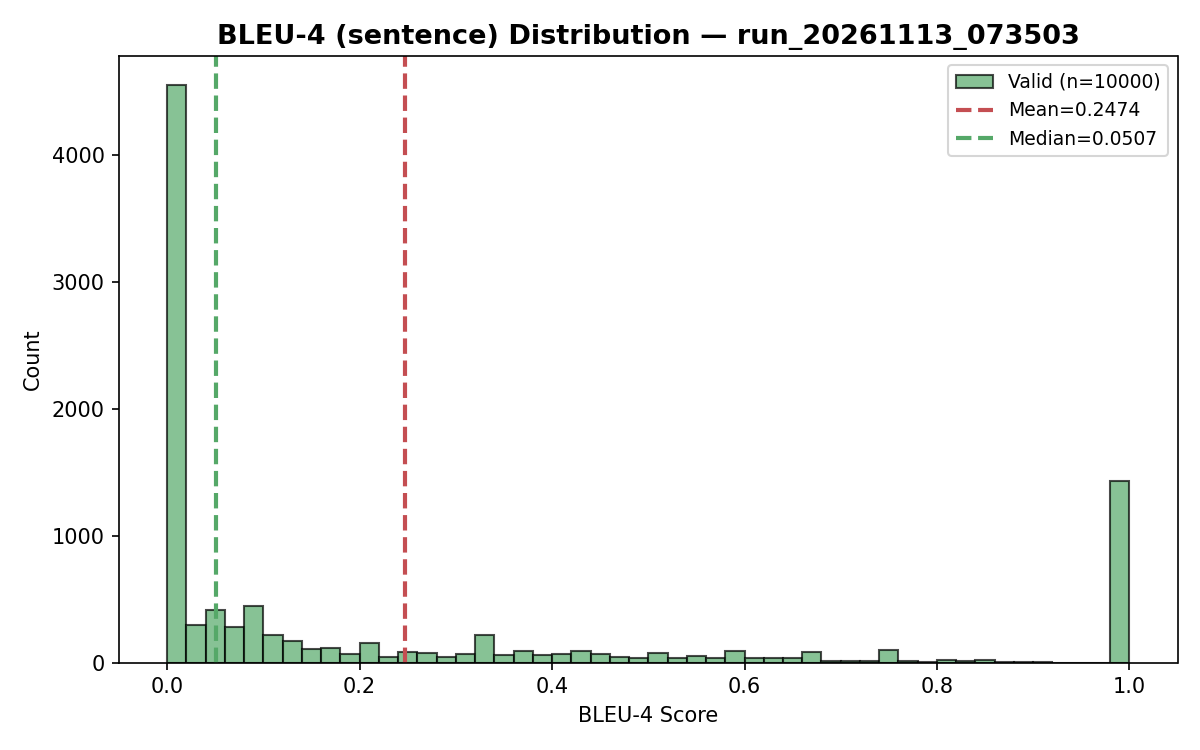 BLEU-4 (sentence) Distribution — run_20261113_073503
Valid (n=10000)
Mean=0.2474
Median=0.0507
Count
4000
3000
2000
1000
0
0.0 0.2 0.4 0.6 0.8 1.0
BLEU-4 Score